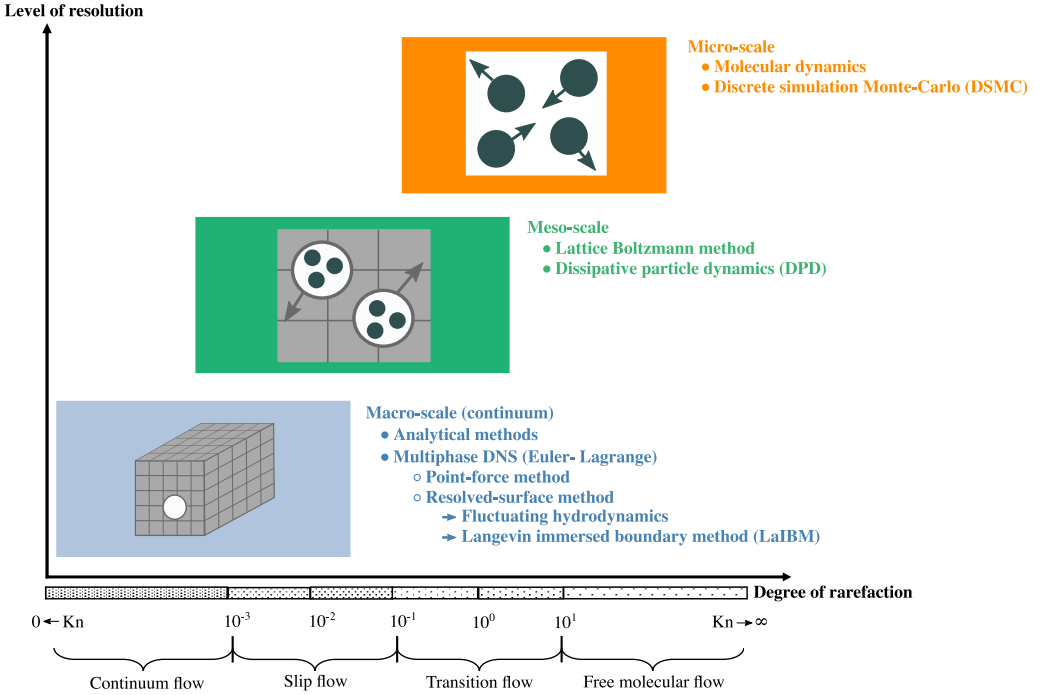 Level of resolution
Micro-scale
• Molecular dynamics
• Discrete simulation Monte-Carlo (DSMC)
Meso-scale
• Lattice Boltzmann method
• Dissipative particle dynamics (DPD)
Macro-scale (continuum)
• Analytical methods
• Multiphase DNS (Euler- Lagrange)
○ Point-force method
○ Resolved-surface method
→ Fluctuating hydrodynamics
→ Langevin immersed boundary method (LaIBM)
Degree of rarefaction
0 ← Kn 10⁻³ 10⁻² 10⁻¹ 10⁰ 10¹ Kn → ∞
Continuum flow Slip flow Transition flow Free molecular flow